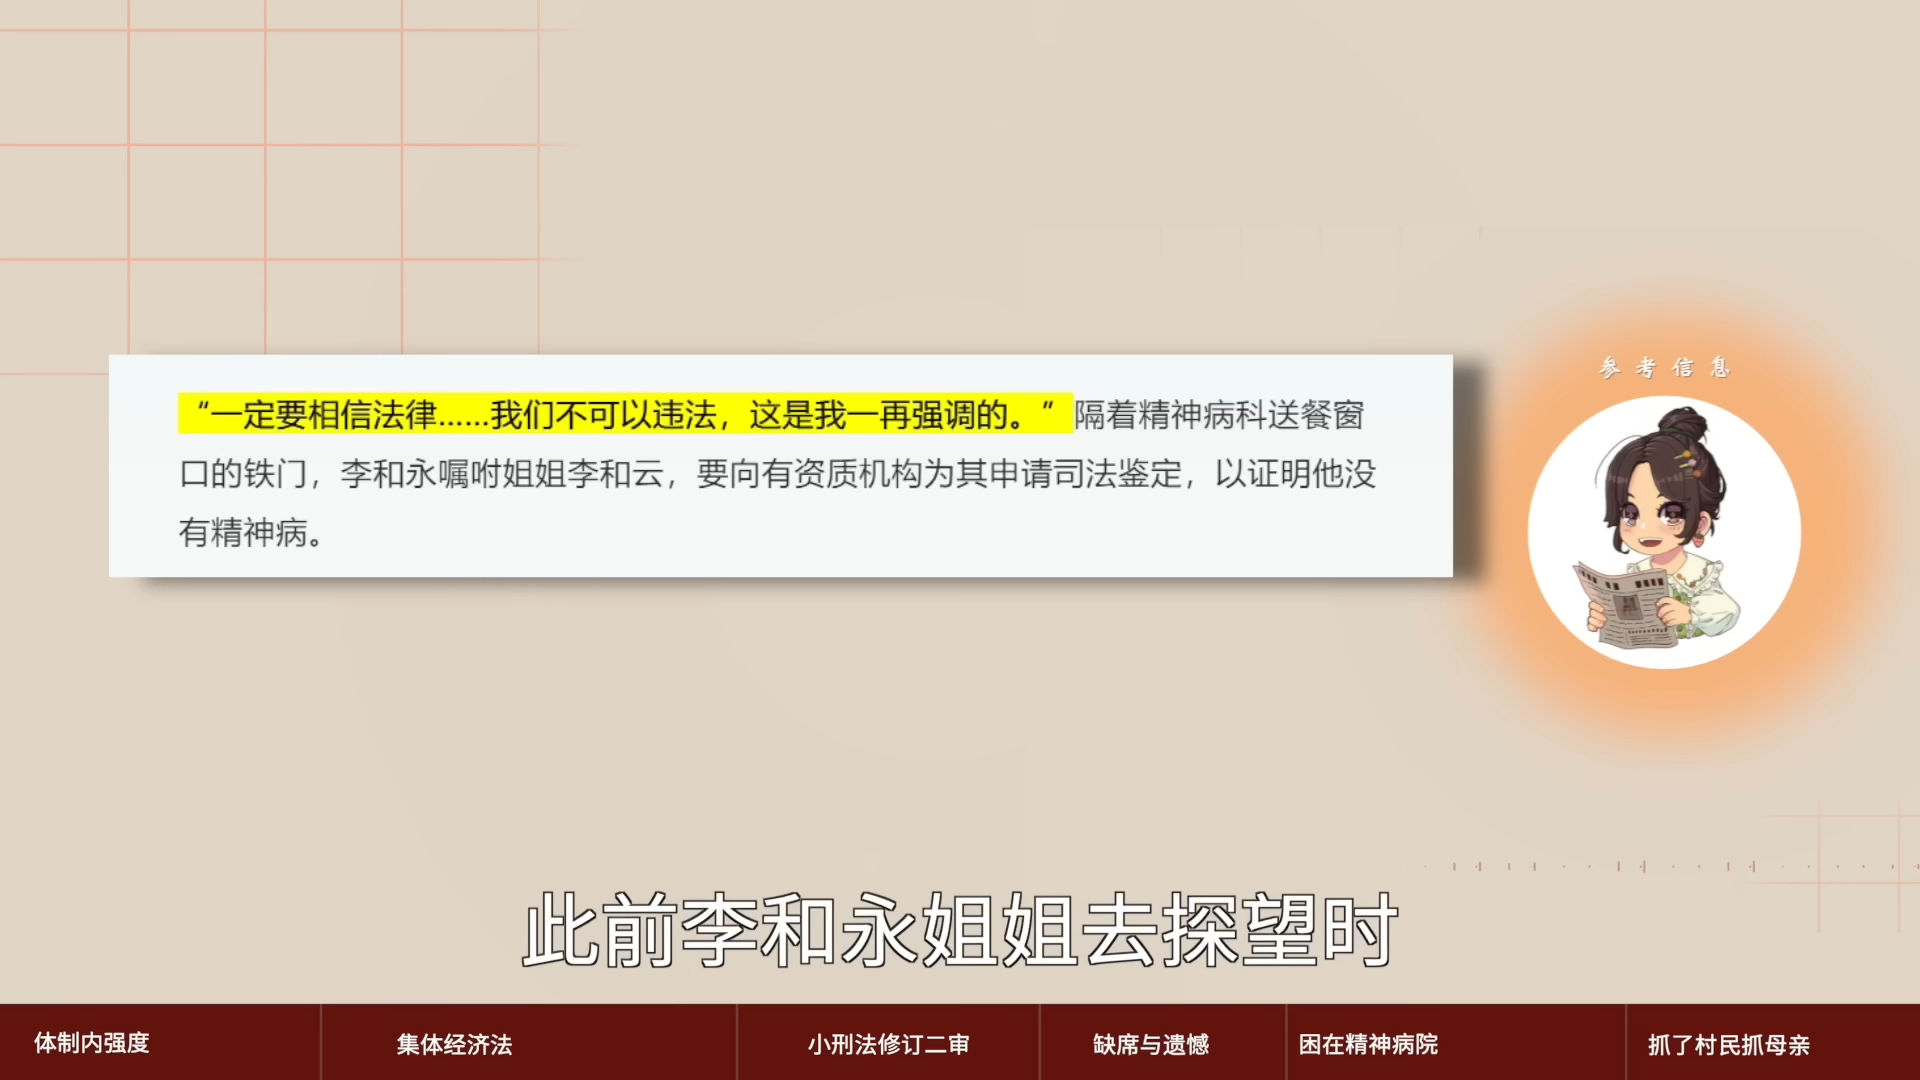 “一定要相信法律……我们不可以违法，这是我一再强调的。”隔着精神病科送餐窗
口的铁门，李和永嘱咐姐姐李和云，要向有资质机构为其申请司法鉴定，以证明他没
有精神病。
参考信息
此前李和永姐姐去探望时
体制内强度
集体经济法
小刑法修订二审
缺席与遗憾
困在精神病院
抓了村民抓母亲